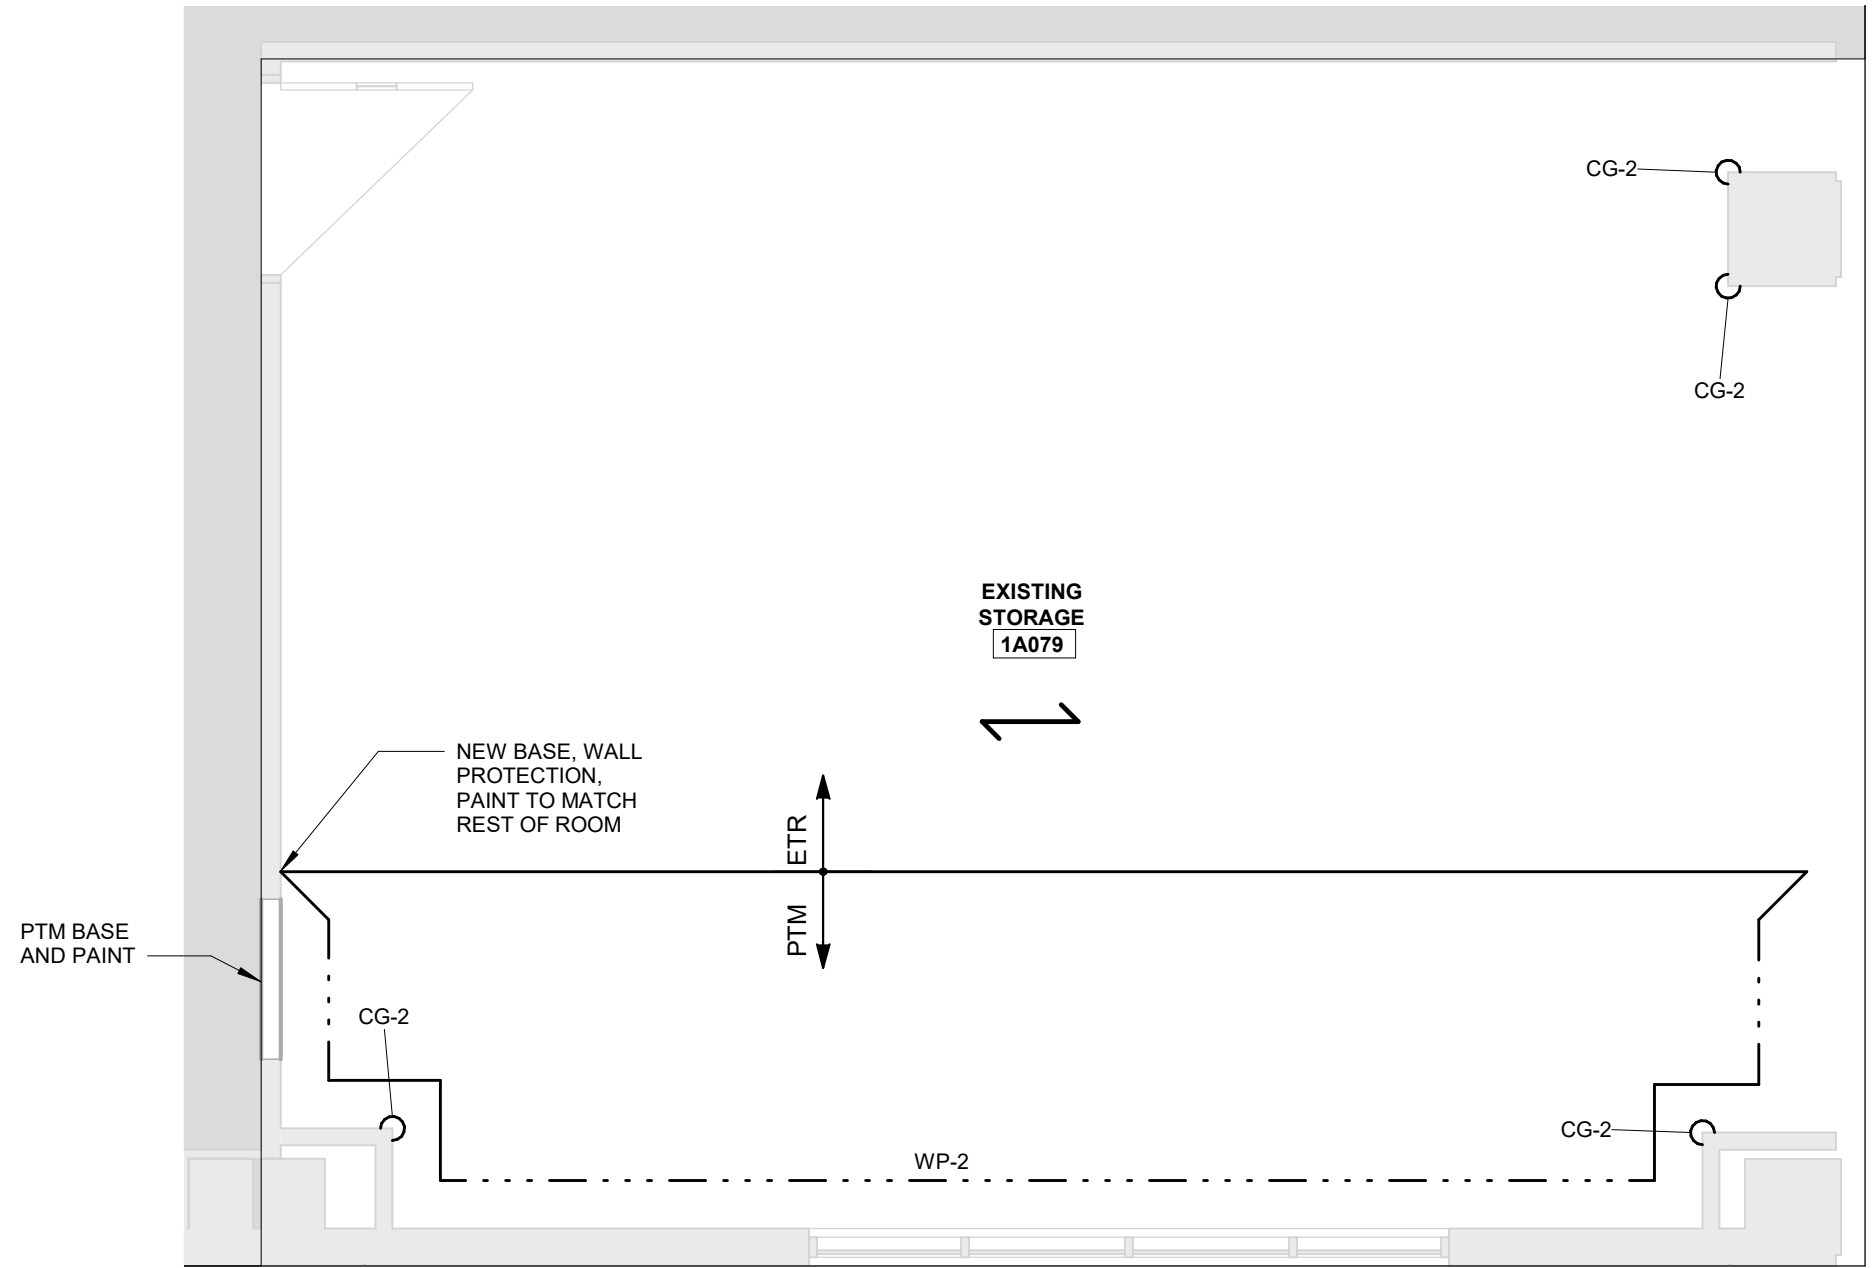 CG-2
CG-2
EXISTING
STORAGE
1A079
NEW BASE, WALL
PROTECTION,
PAINT TO MATCH
REST OF ROOM
ETR
PTM
PTM BASE
AND PAINT
CG-2
CG-2
WP-2